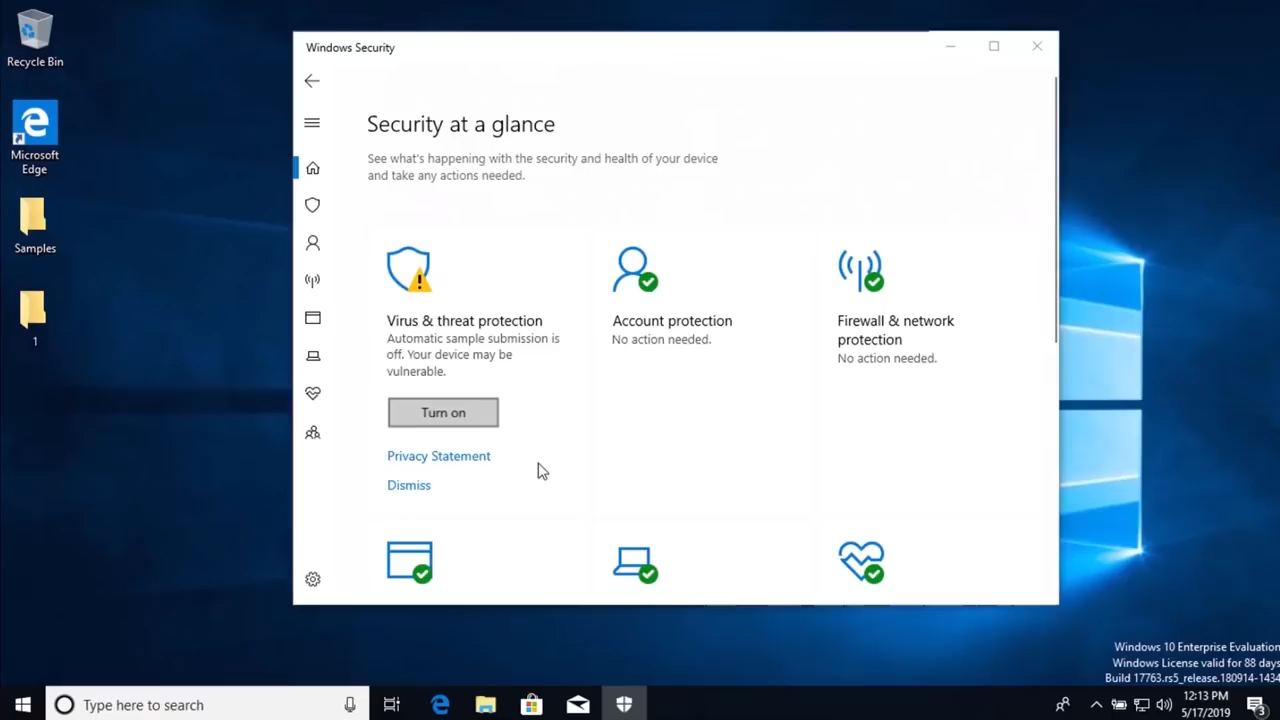 Recycle Bin
Microsoft
Edge
Samples
1
Windows Security
Security at a glance
See what's happening with the security and health of your device
and take any actions needed.
Virus & threat protection
Automatic sample submission is
off. Your device may be
vulnerable.
Turn on
Privacy Statement
Dismiss
Account protection
No action needed.
Firewall & network
protection
No action needed.
Windows 10 Enterprise Evaluation
Windows License valid for 88 days
Build 17763.rs5_release.180914-1434
Type here to search
12:13 PM
5/17/2019
3